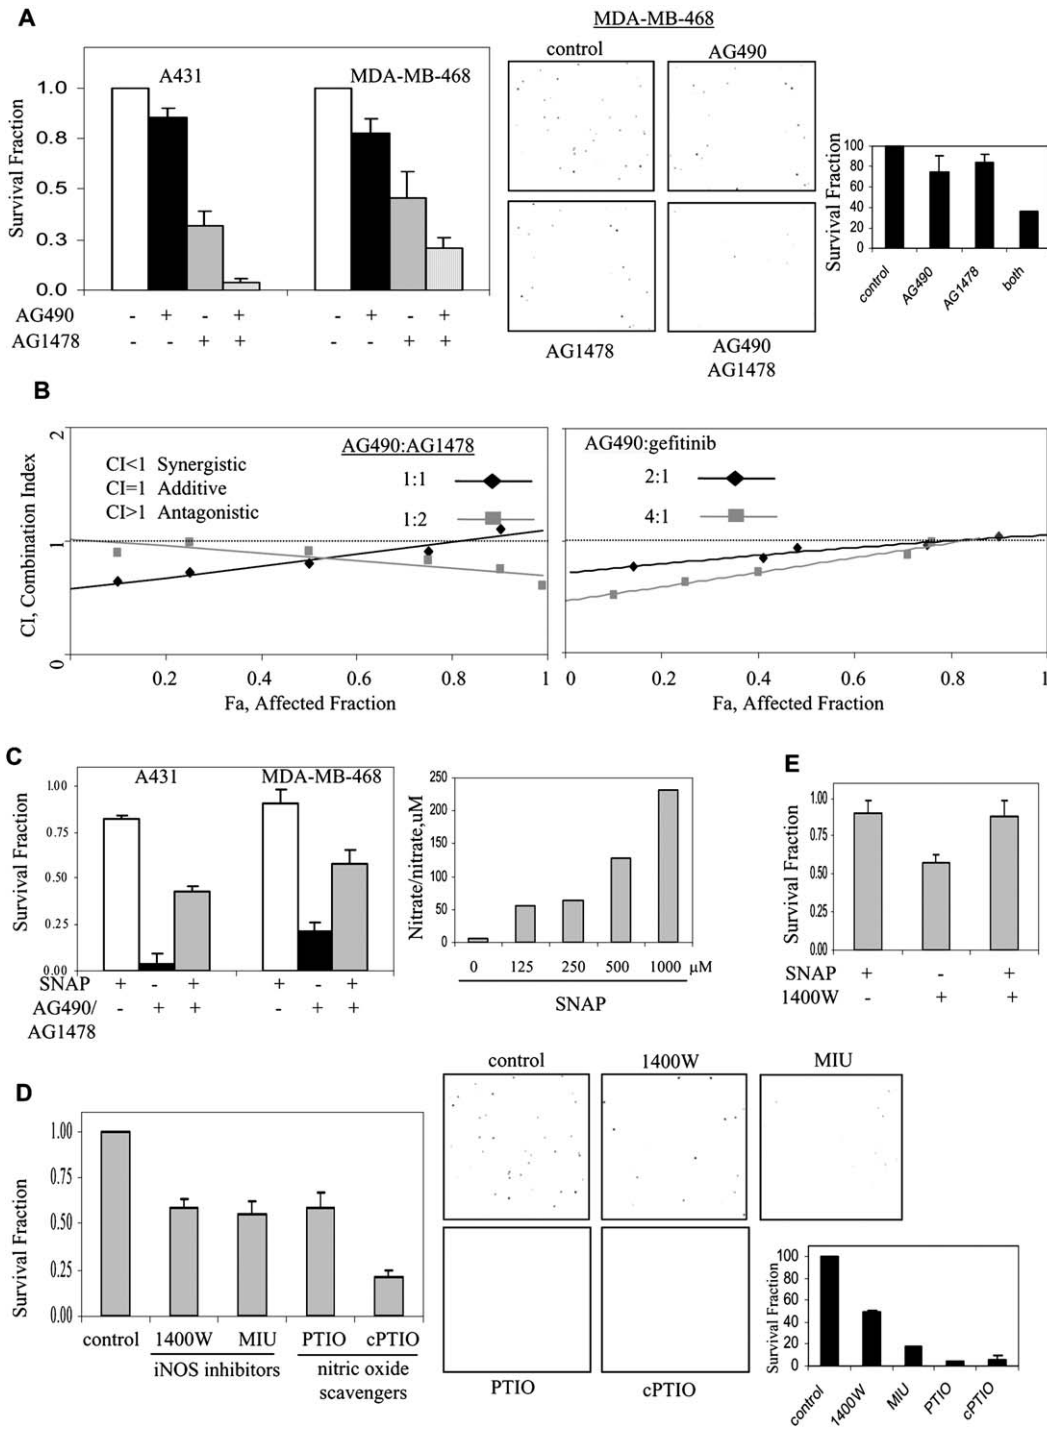 A
MDA-MB-468
A431 MDA-MB-468
control AG490
Survival Fraction
1.0
0.8
0.5
0.3
0.0
AG490 - + - + - + - +
AG1478 - - + + - - + +
AG1478 AG490
AG1478
Survival Fraction
100
80
60
40
20
0
control AG490 AG1478 both
B
CI, Combination Index
2
1
0
CI<1 Synergistic
CI=1 Additive
CI>1 Antagonistic
AG490:AG1478
1:1
1:2
0.2 0.4 0.6 0.8 1
Fa, Affected Fraction
AG490:gefitinib
2:1
4:1
0 0.2 0.4 0.6 0.8 1
Fa, Affected Fraction
C
A431 MDA-MB-468
Survival Fraction
1.00
0.75
0.50
0.25
0.00
SNAP + - + + - +
AG490/ - + + - + +
AG1478
Nitrate/nitrate,uM
250
200
150
100
50
0
0 125 250 500 1000 µM
SNAP
E
Survival Fraction
1.00
0.75
0.50
0.25
0.00
SNAP + - +
1400W - + +
D
Survival Fraction
1.00
0.75
0.50
0.25
0.00
control 1400W MIU PTIO cPTIO
iNOS inhibitors nitric oxide
scavengers
control 1400W MIU
PTIO cPTIO
Survival Fraction
100
80
60
40
20
0
control 1400W MIU PTIO cPTIO